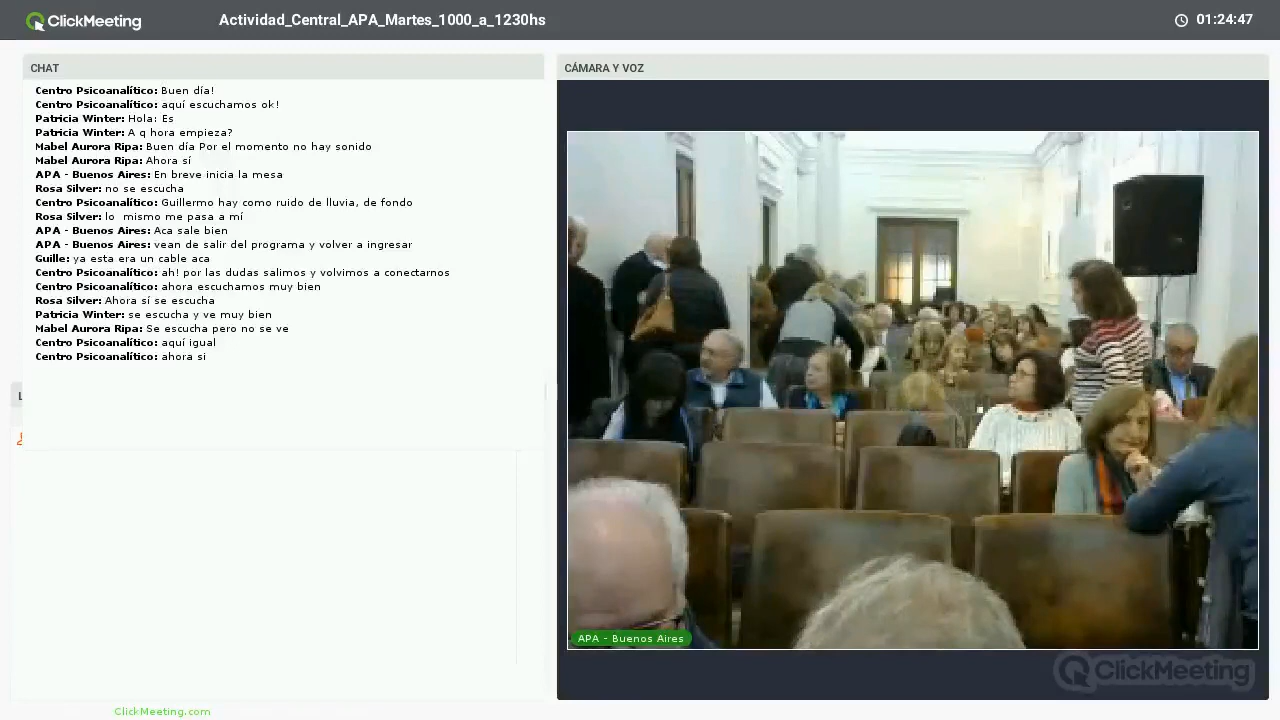 ClickMeeting
Actividad_Central_APA_Martes_1000_a_1230hs
01:24:47
CHAT
Centro Psicoanalítico: Buen día!
Centro Psicoanalítico: aquí escuchamos ok!
Patricia Winter: Hola: Es
Patricia Winter: A q hora empieza?
Mabel Aurora Ripa: Buen día Por el momento no hay sonido
Mabel Aurora Ripa: Ahora sí
APA - Buenos Aires: En breve inicia la mesa
Rosa Silver: no se escucha
Centro Psicoanalítico: Guillermo hay como ruido de lluvia, de fondo
Rosa Silver: lo  mismo me pasa a mí
APA - Buenos Aires: Aca sale bien
APA - Buenos Aires: vean de salir del programa y volver a ingresar
Guille: ya esta era un cable aca
Centro Psicoanalítico: ah! por las dudas salimos y volvimos a conectarnos
Centro Psicoanalítico: ahora escuchamos muy bien
Rosa Silver: Ahora sí se escucha
Patricia Winter: se escucha y ve muy bien
Mabel Aurora Ripa: Se escucha pero no se ve
Centro Psicoanalítico: aquí igual
Centro Psicoanalítico: ahora si
CÁMARA Y VOZ
APA - Buenos Aires
ClickMeeting
ClickMeeting.com